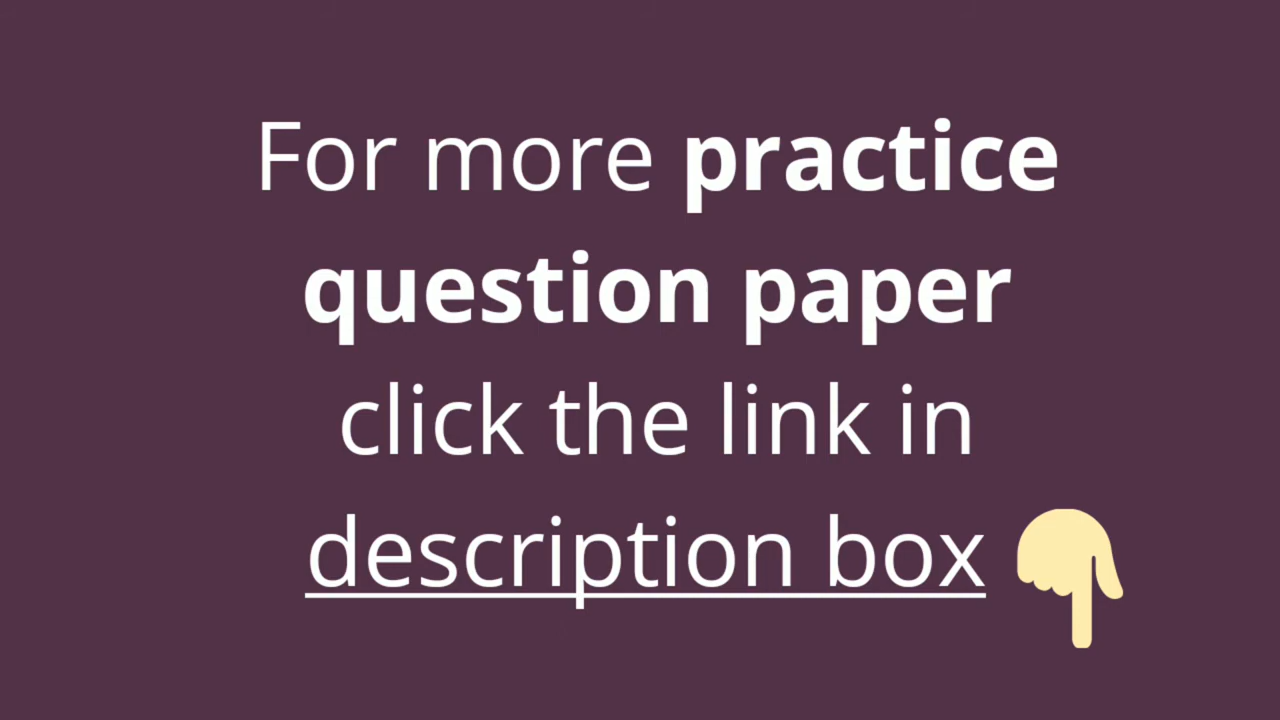 For more practice
question paper
click the link in
description box